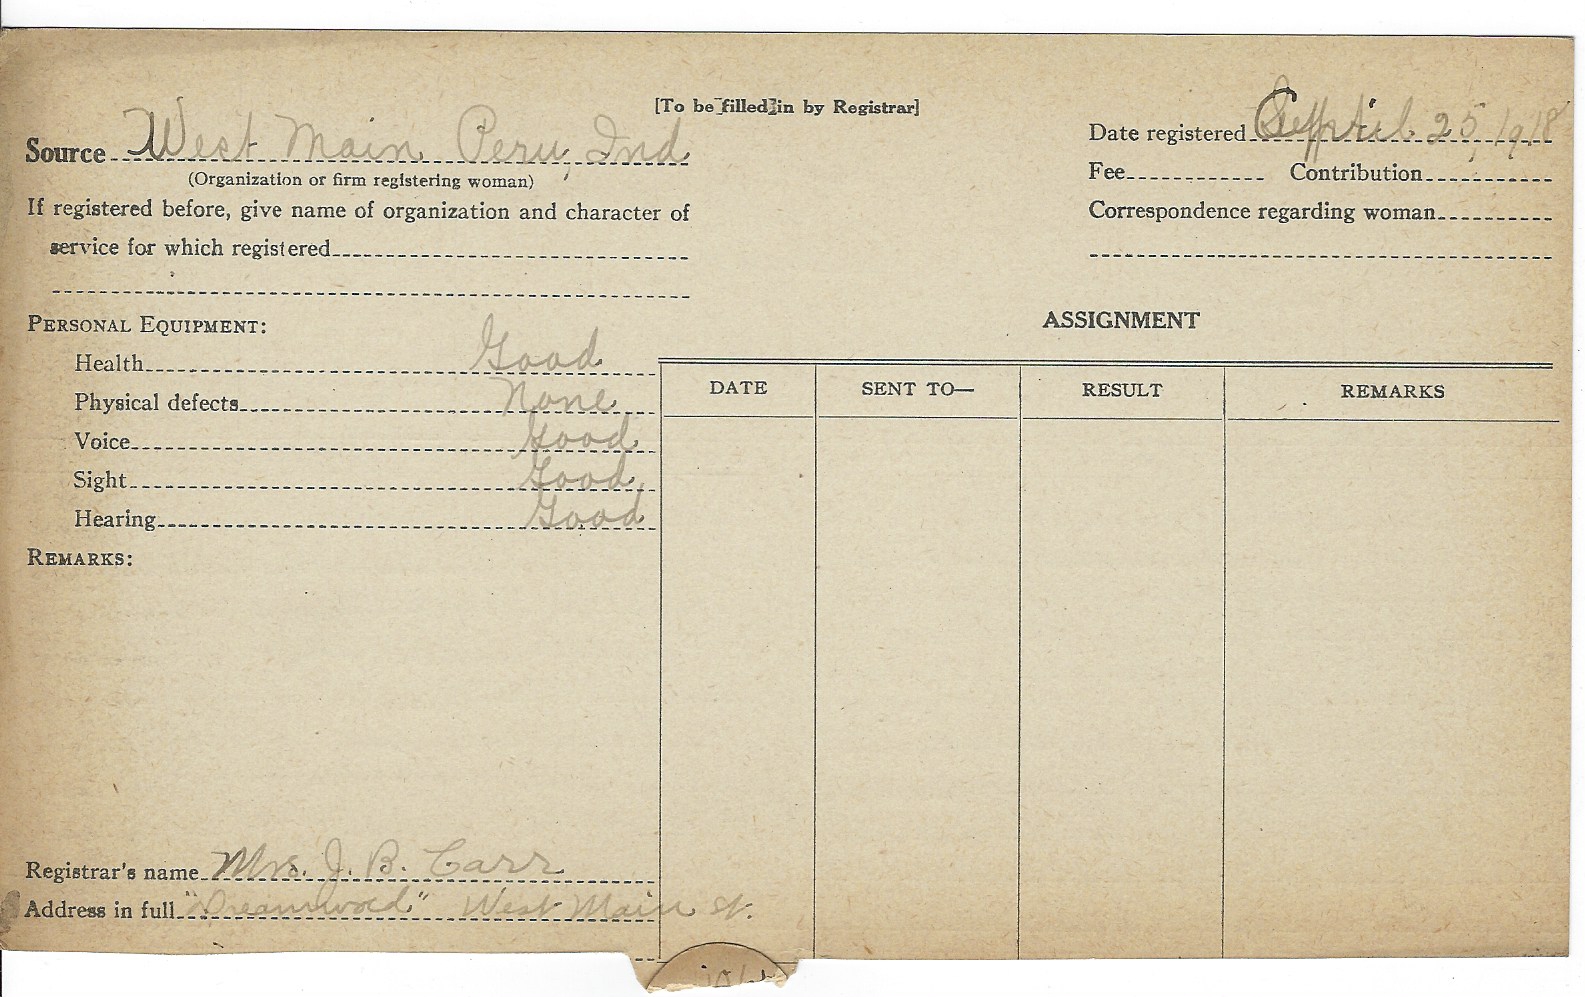 [To be filled in by Registrar]
Source West Main Peru, Ind
(Organization or firm registering woman)
If registered before, give name of organization and character of
service for which registered
Date registered April 25, 1918
Fee Contribution
Correspondence regarding woman
PERSONAL EQUIPMENT:
Health Good
Physical defects None
Voice Good
Sight Good
Hearing Good
REMARKS:
ASSIGNMENT
DATE SENT TO— RESULT REMARKS
Registrar's name Mrs. J. B. Carr
Address in full "Dreamwold" West Main St.